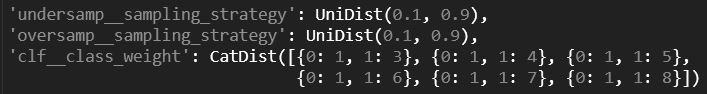 'undersamp__sampling_strategy': UniDist(0.1, 0.9),
'oversamp__sampling_strategy': UniDist(0.1, 0.9),
'clf__class_weight': CatDist([{0: 1, 1: 3}, {0: 1, 1: 4}, {0: 1, 1: 5},
{0: 1, 1: 6}, {0: 1, 1: 7}, {0: 1, 1: 8}])